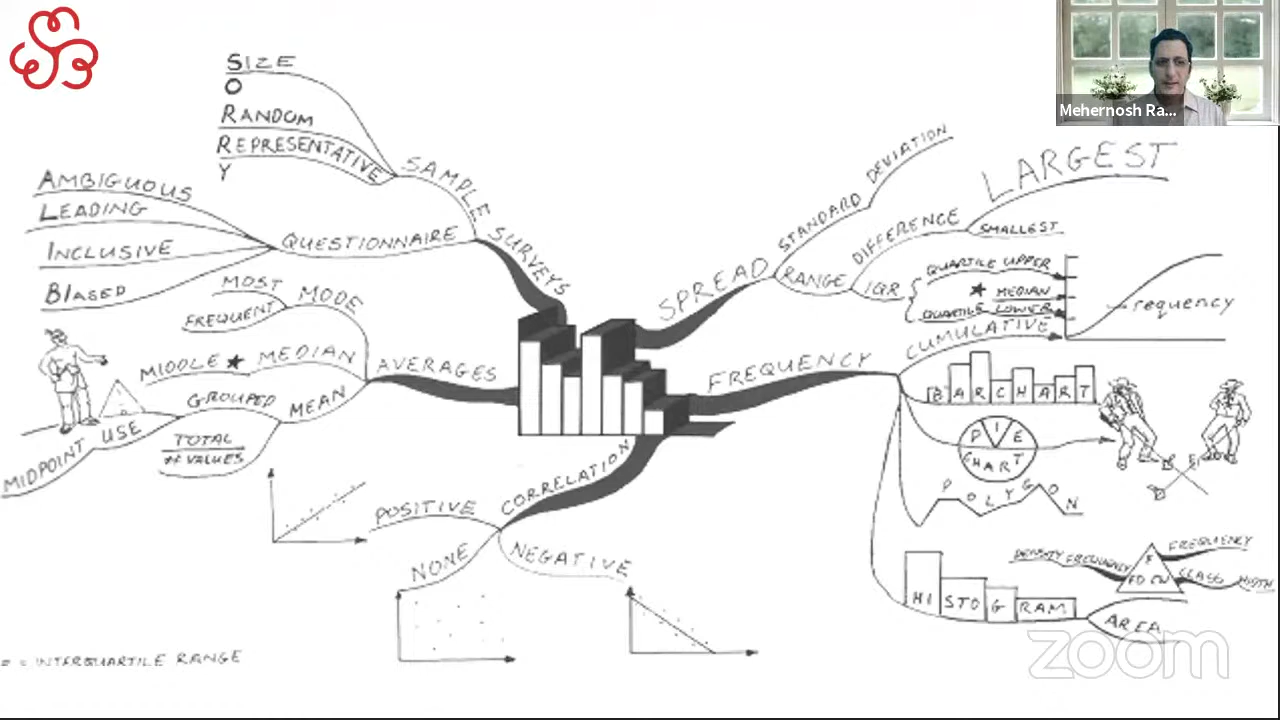 Mehernosh Ra...
SIZE
O
RANDOM
REPRESENTATIVE
Y
SAMPLE
SURVEYS
QUESTIONNAIRE
AMBIGUOUS
LEADING
INCLUSIVE
BIASED
AVERAGES
MODE
MOST
FREQUENT
MEDIAN
MIDDLE
MEAN
GROUPED
USE
MIDPOINT
TOTAL
# VALUES
CORRELATION
POSITIVE
NONE
NEGATIVE
SPREAD
STANDARD DEVIATION
RANGE
DIFFERENCE
LARGEST
SMALLEST
IQR
QUARTILE UPPER
MEDIAN
QUARTILE LOWER
FREQUENCY
CUMULATIVE
requency
BAR CHART
PIE
CHART
POLYGON
HISTOGRAM
AREA
DENSITY FREQUENCY
F
FD CW
FREQUENCY
CLASS WIDTH
= INTERQUARTILE RANGE
zoom